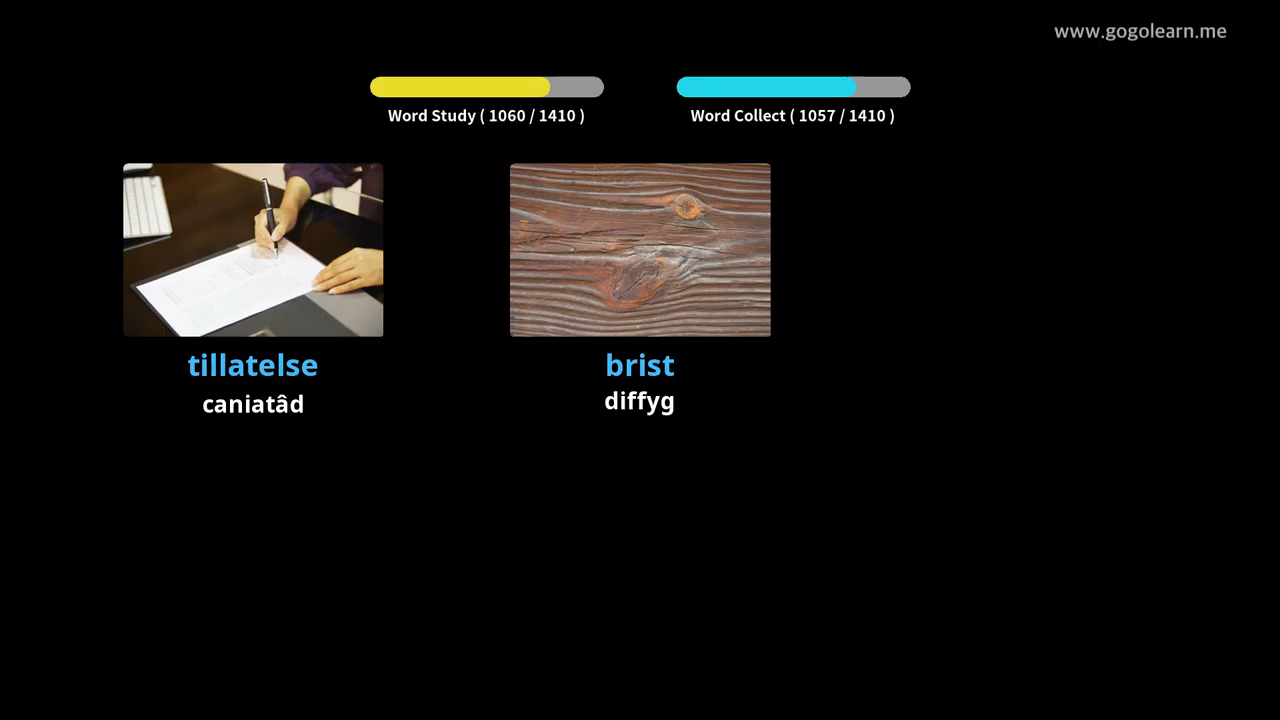 www.gogolearn.me
Word Study ( 1060 / 1410 )
Word Collect ( 1057 / 1410 )
tillatelse
caniatâd
brist
diffyg